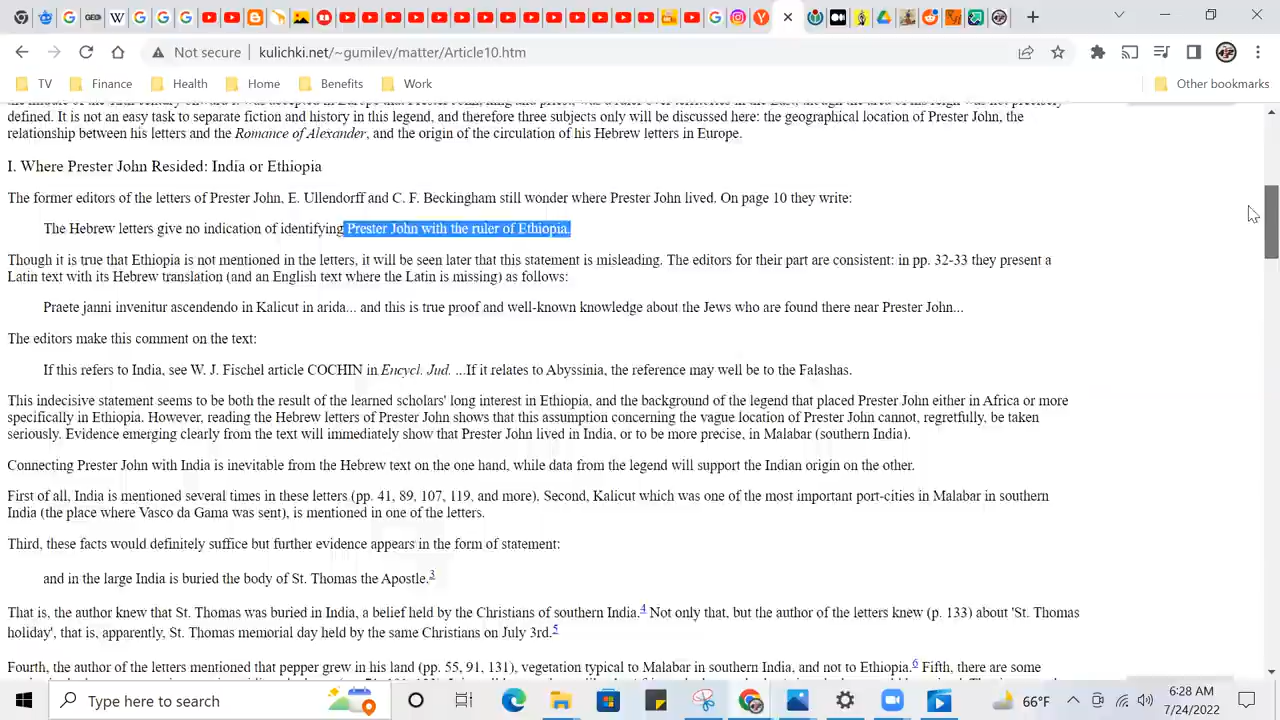 Not secure kulichki.net/~gumilev/matter/Article10.htm
TV Finance Health Home Benefits Work Other bookmarks
defined. It is not an easy task to separate fiction and history in this legend, and therefore three subjects only will be discussed here: the geographical location of Prester John, the
relationship between his letters and the Romance of Alexander, and the origin of the circulation of his Hebrew letters in Europe.
I. Where Prester John Resided: India or Ethiopia
The former editors of the letters of Prester John, E. Ullendorff and C. F. Beckingham still wonder where Prester John lived. On page 10 they write:
The Hebrew letters give no indication of identifying Prester John with the ruler of Ethiopia.
Though it is true that Ethiopia is not mentioned in the letters, it will be seen later that this statement is misleading. The editors for their part are consistent: in pp. 32-33 they present a
Latin text with its Hebrew translation (and an English text where the Latin is missing) as follows:
Praete janni invenitur ascendendo in Kalicut in arida... and this is true proof and well-known knowledge about the Jews who are found there near Prester John...
The editors make this comment on the text:
If this refers to India, see W. J. Fischel article COCHIN in Encycl. Jud. ...If it relates to Abyssinia, the reference may well be to the Falashas.
This indecisive statement seems to be both the result of the learned scholars' long interest in Ethiopia, and the background of the legend that placed Prester John either in Africa or more
specifically in Ethiopia. However, reading the Hebrew letters of Prester John shows that this assumption concerning the vague location of Prester John cannot, regretfully, be taken
seriously. Evidence emerging clearly from the text will immediately show that Prester John lived in India, or to be more precise, in Malabar (southern India).
Connecting Prester John with India is inevitable from the Hebrew text on the one hand, while data from the legend will support the Indian origin on the other.
First of all, India is mentioned several times in these letters (pp. 41, 89, 107, 119, and more). Second, Kalicut which was one of the most important port-cities in Malabar in southern
India (the place where Vasco da Gama was sent), is mentioned in one of the letters.
Third, these facts would definitely suffice but further evidence appears in the form of statement:
and in the large India is buried the body of St. Thomas the Apostle.3
That is, the author knew that St. Thomas was buried in India, a belief held by the Christians of southern India.4 Not only that, but the author of the letters knew (p. 133) about 'St. Thomas
holiday', that is, apparently, St. Thomas memorial day held by the same Christians on July 3rd.5
Fourth, the author of the letters mentioned that pepper grew in his land (pp. 55, 91, 131), vegetation typical to Malabar in southern India, and not to Ethiopia.6 Fifth, there are some
Type here to search 66°F 6:28 AM
7/24/2022